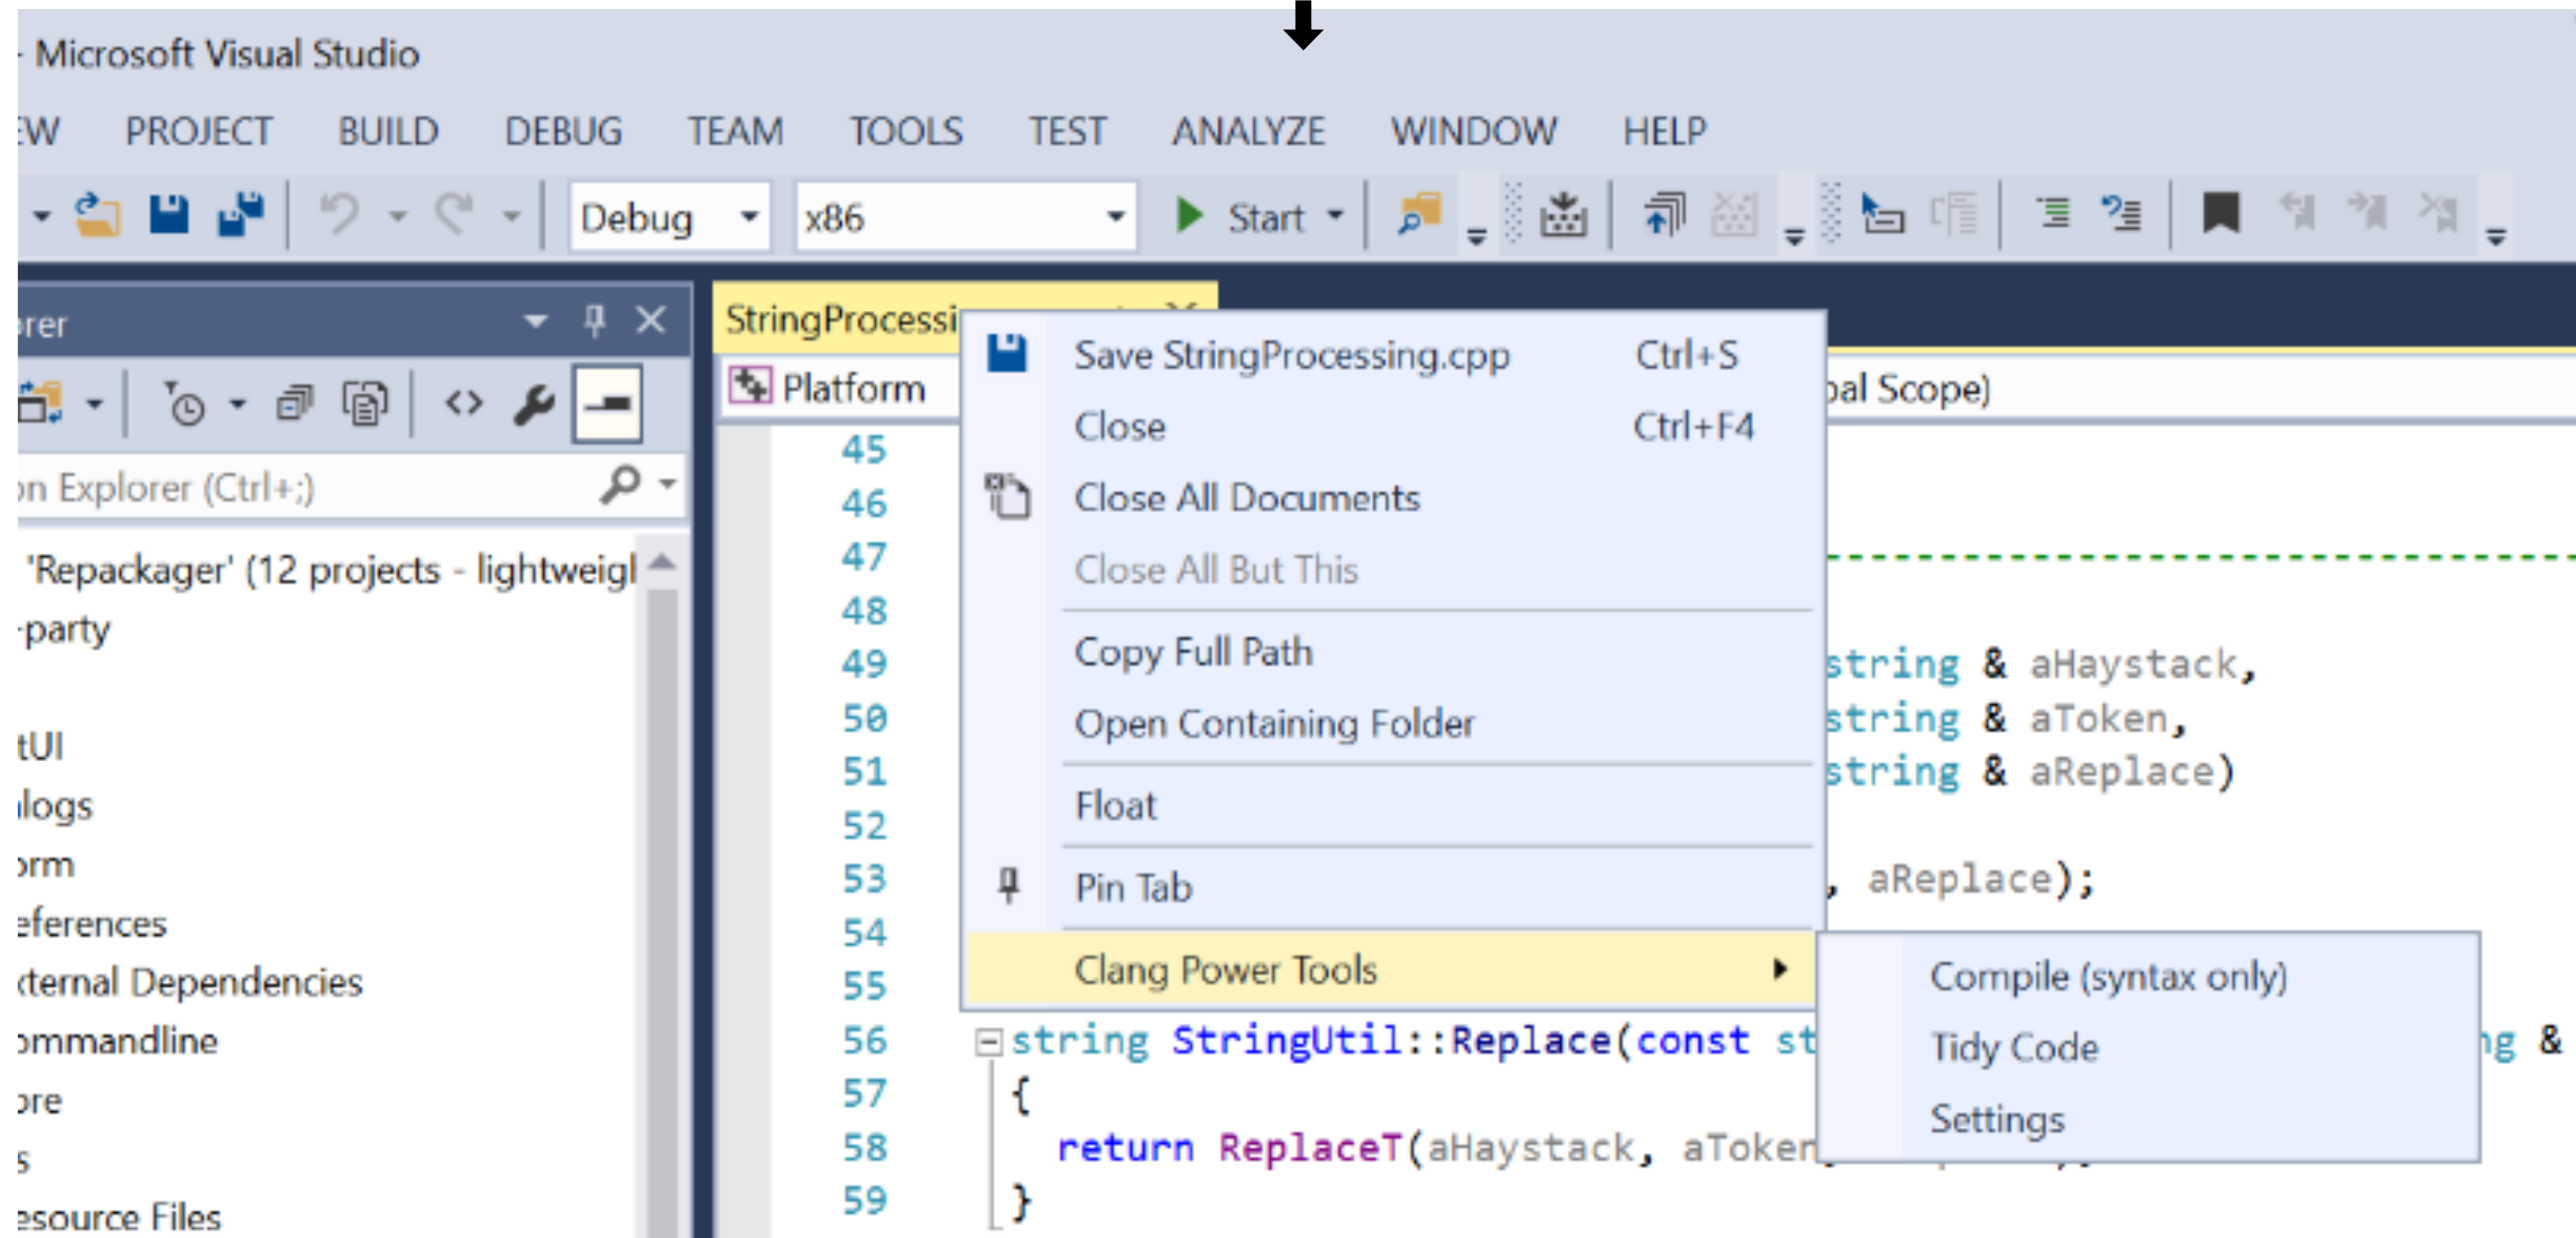 - Microsoft Visual Studio
EW PROJECT BUILD DEBUG TEAM TOOLS TEST ANALYZE WINDOW HELP
Debug x86 Start
orer
on Explorer (Ctrl+;)
'Repackager' (12 projects - lightweigl
-party
tUI
logs
orm
eferences
xternal Dependencies
ommandline
ore
s
esource Files
StringProcessi
Platform
bal Scope)
Save StringProcessing.cpp Ctrl+S
Close Ctrl+F4
Close All Documents
Close All But This
Copy Full Path
Open Containing Folder
Float
Pin Tab
Clang Power Tools
Compile (syntax only)
Tidy Code
Settings
45
46
47 ------------------------------
48
49 string & aHaystack,
50 string & aToken,
51 string & aReplace)
52
53 , aReplace);
54
55
56 string StringUtil::Replace(const st ng &
57 {
58 return ReplaceT(aHaystack, aToken
59 }